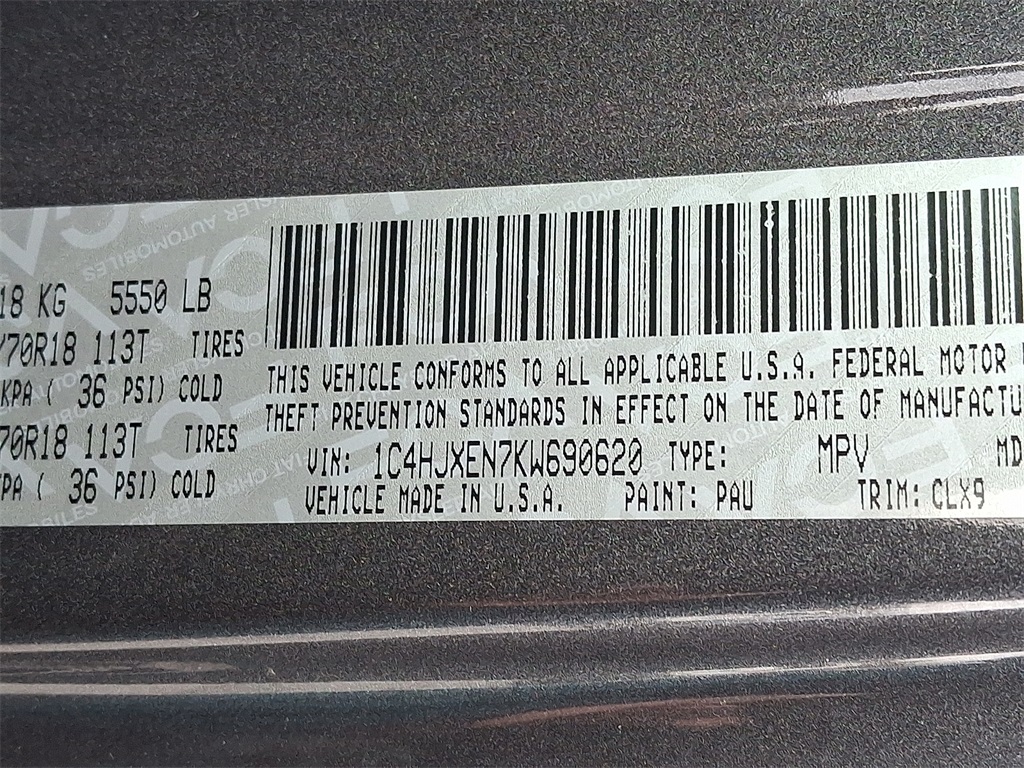 18 KG 5550 LB
/70R18 113T TIRES
KPA ( 36 PSI) COLD
70R18 113T TIRES
KPA ( 36 PSI) COLD
THIS VEHICLE CONFORMS TO ALL APPLICABLE U.S.A. FEDERAL MOTOR
THEFT PREVENTION STANDARDS IN EFFECT ON THE DATE OF MANUFACTU
VIN: 1C4HJXEN7KW690620 TYPE: MPV MD
VEHICLE MADE IN U.S.A. PAINT: PAU TRIM: CLX9